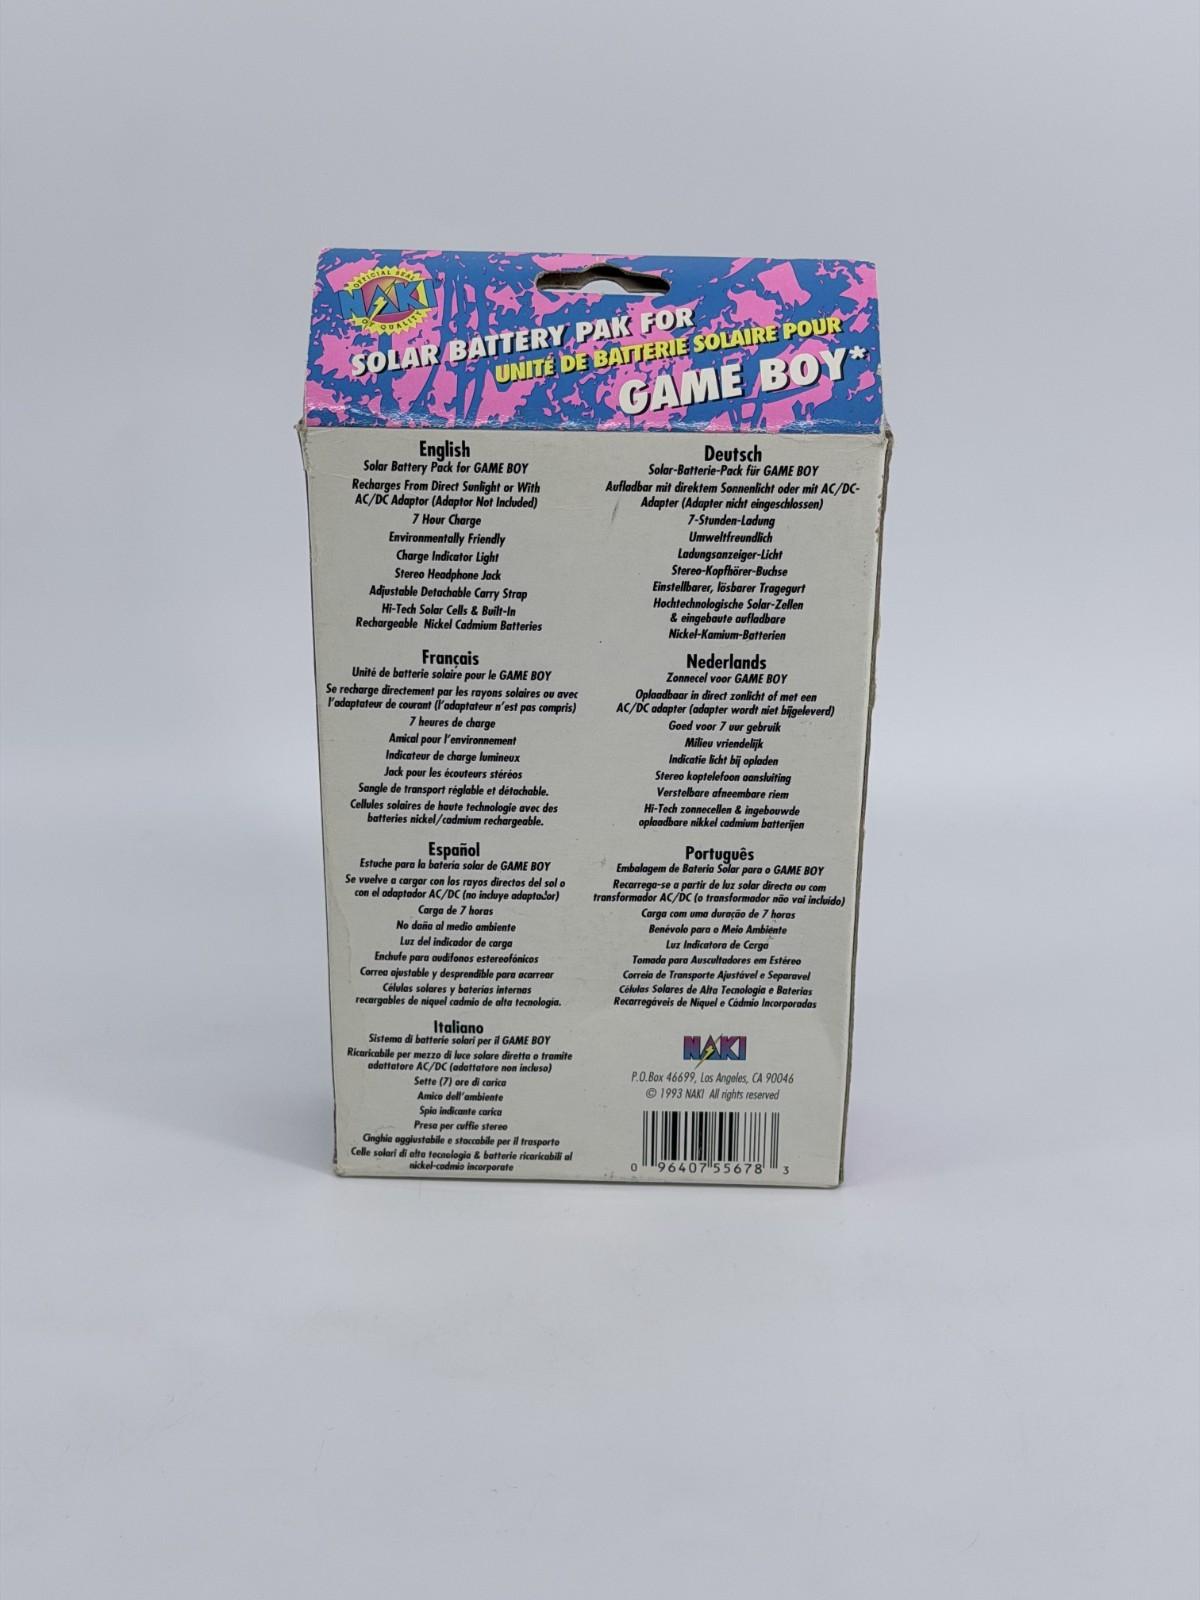 OFFICIAL SEAL
NAKI
OF QUALITY
SOLAR BATTERY PAK FOR
UNITÉ DE BATTERIE SOLAIRE POUR
GAME BOY*
English
Solar Battery Pack for GAME BOY
Recharges From Direct Sunlight or With
AC/DC Adaptor (Adaptor Not Included)
7 Hour Charge
Environmentally Friendly
Charge Indicator Light
Stereo Headphone Jack
Adjustable Detachable Carry Strap
Hi-Tech Solar Cells & Built-In
Rechargeable Nickel Cadmium Batteries
Français
Unité de batterie solaire pour le GAME BOY
Se recharge directement par les rayons solaires ou avec
l'adaptateur de courant (l'adaptateur n'est pas compris)
7 heures de charge
Amical pour l'environnement
Indicateur de charge lumineux
Jack pour les écouteurs stéréos
Sangle de transport réglable et détachable.
Cellules solaires de haute technologie avec des
batteries nickel/cadmium rechargeable.
Español
Estuche para la batería solar de GAME BOY
Se vuelve a cargar con los rayos directos del sol o
con el adaptador AC/DC (no incluye adaptador)
Carga de 7 horas
No daña al medio ambiente
Luz del indicador de carga
Enchufe para audífonos estereofónicos
Correa ajustable y desprendible para acarrear
Células solares y baterías internas
recargables de níquel cadmio de alta tecnología.
Italiano
Sistema di batterie solari per il GAME BOY
Ricaricabile per mezzo di luce solare diretta o tramite
adattatore AC/DC (adattatore non incluso)
Sette (7) ore di carica
Amico dell'ambiente
Spia indicante carica
Presa per cuffie stereo
Cinghia aggiustabile e staccabile per il trasporto
Celle solari di alta tecnologia & batterie ricaricabili al
nickel-cadmio incorporate
Deutsch
Solar-Batterie-Pack für GAME BOY
Aufladbar mit direktem Sonnenlicht oder mit AC/DC-
Adapter (Adapter nicht eingeschlossen)
7-Stunden-Ladung
Umweltfreundlich
Ladungsanzeiger-Licht
Stereo-Kopfhörer-Buchse
Einstellbarer, lösbarer Tragegurt
Hochtechnologische Solar-Zellen
& eingebaute aufladbare
Nickel-Kamium-Batterien
Nederlands
Zonnecel voor GAME BOY
Oplaadbaar in direct zonlicht of met een
AC/DC adapter (adapter wordt niet bijgeleverd)
Goed voor 7 uur gebruik
Milieu vriendelijk
Indicatie licht bij opladen
Stereo koptelefoon aansluiting
Verstelbare afneembare riem
Hi-Tech zonnecellen & ingebouwde
oplaadbare nikkel cadmium batterijen
Português
Embalagem de Bateria Solar para o GAME BOY
Recarrega-se a partir de luz solar directa ou com
transformador AC/DC (o transformador não vai incluído)
Carga com uma duração de 7 horas
Benévolo para o Meio Ambiente
Luz Indicatora de Carga
Tomada para Auscultadores em Estéreo
Correia de Transporte Ajustável e Separavel
Células Solares de Alta Tecnologia e Baterias
Recarregáveis de Niquel e Cádmio Incorporadas
NAKI
P.O.Box 46699, Los Angeles, CA 90046
© 1993 NAKI All rights reserved
0 96407 55678 3